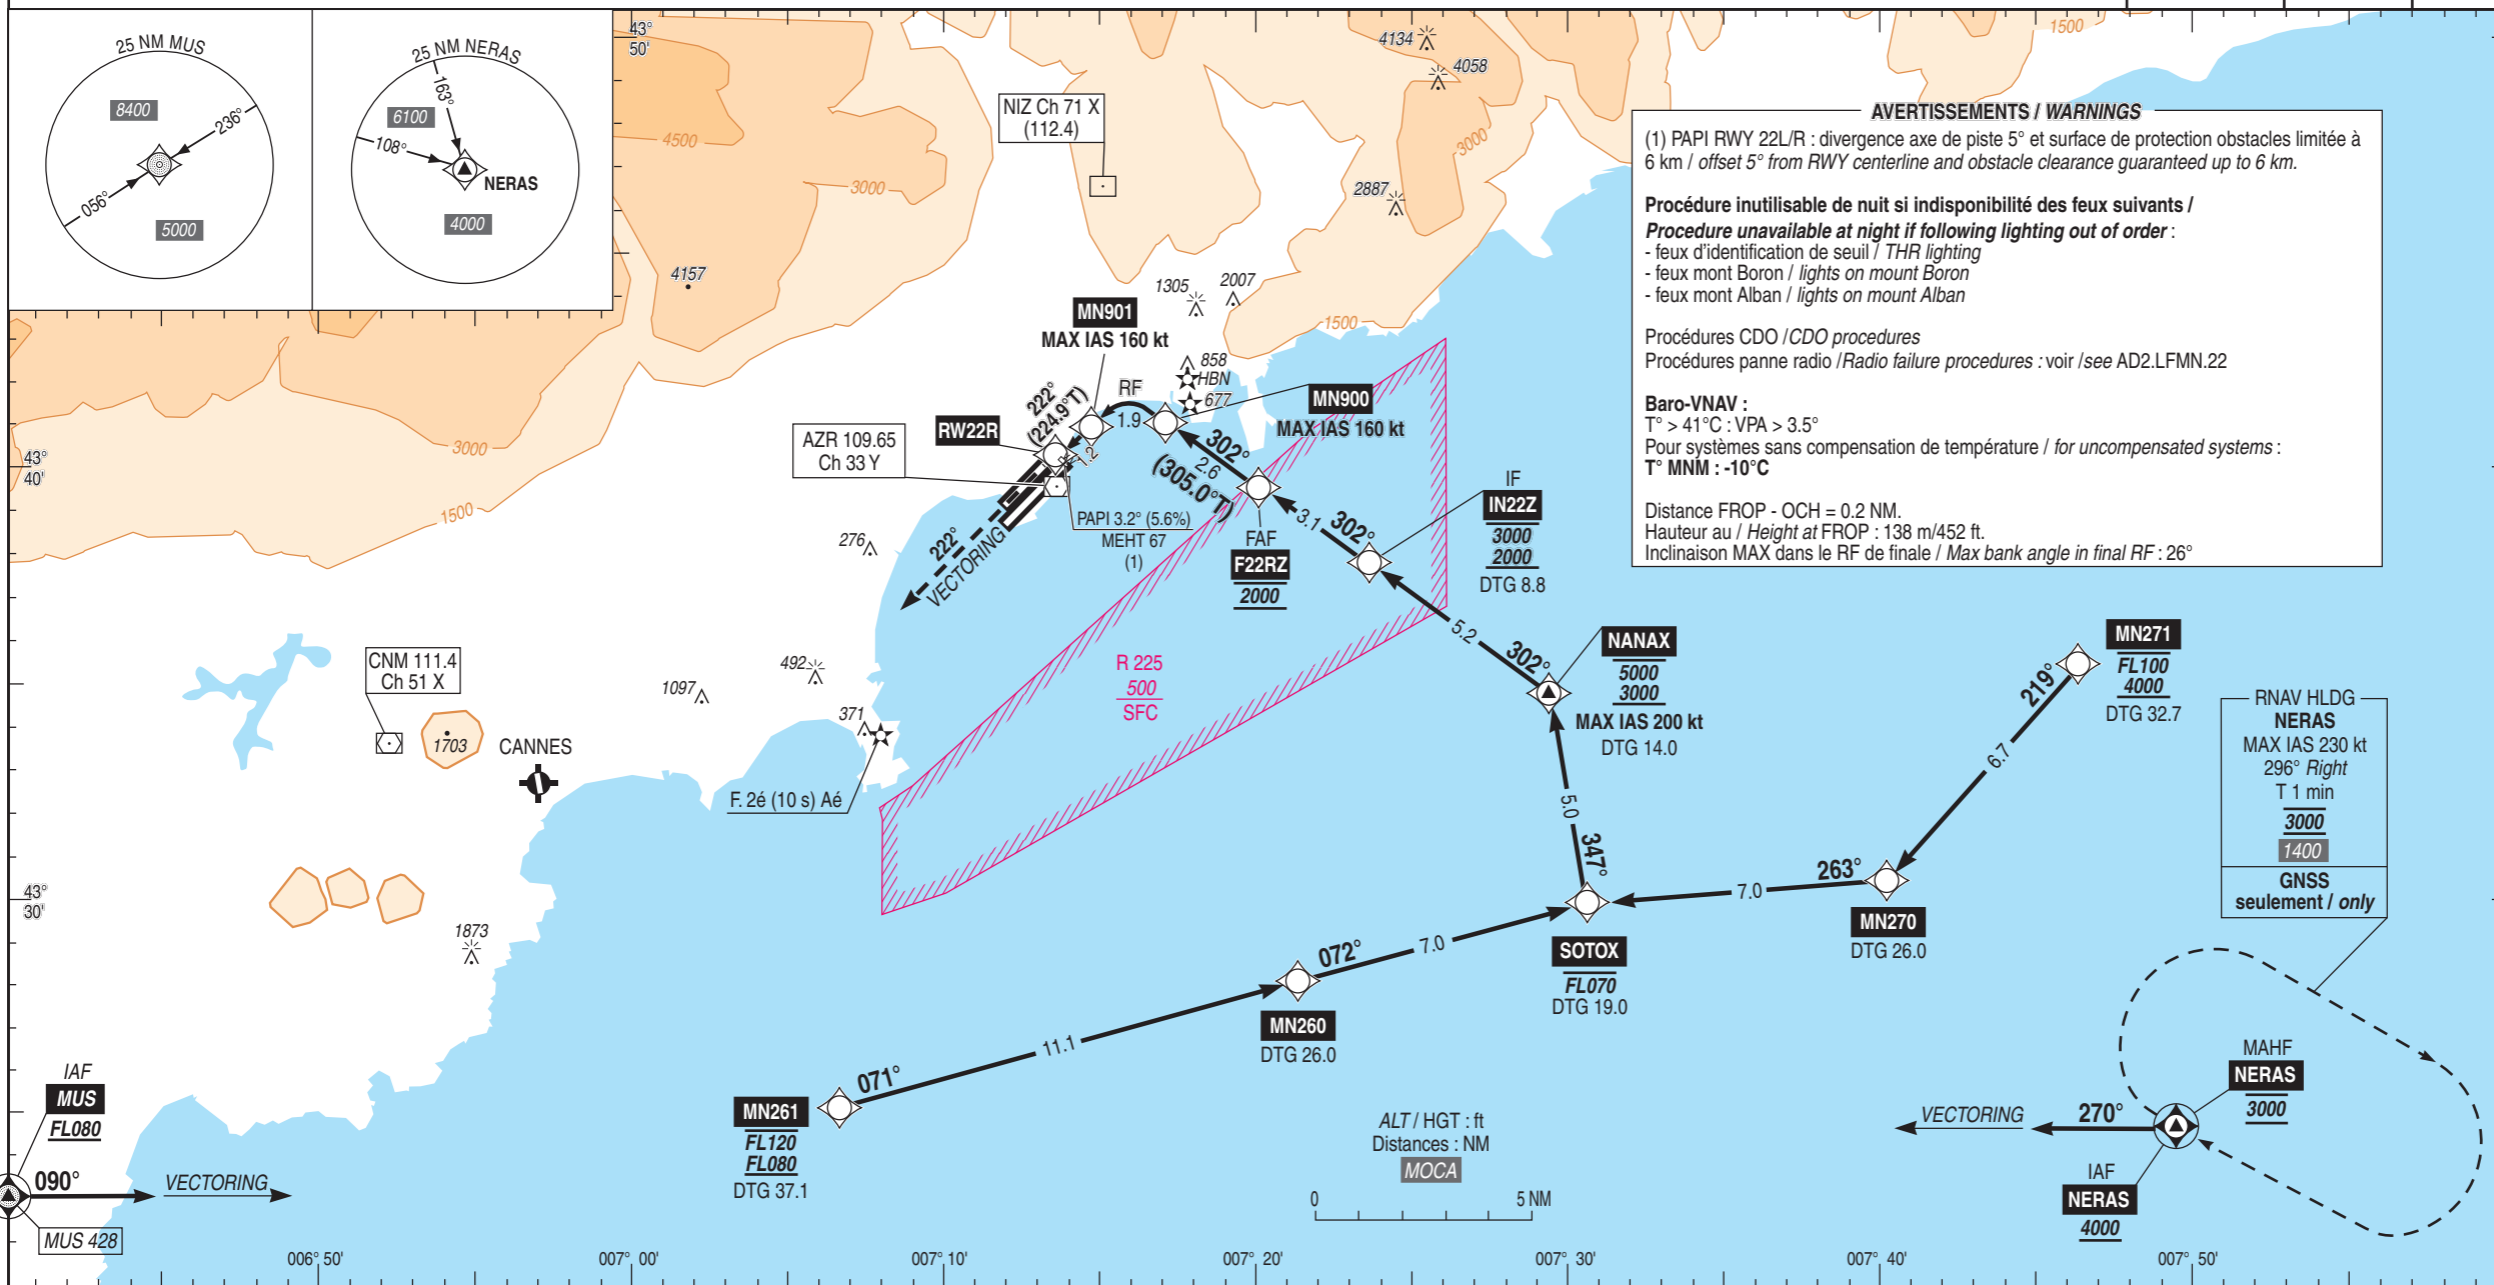 25 NM MUS
8400
236°
056°
5000
25 NM NERAS
163°
6100
108°
NERAS
4000
43°
50'
4500
3000
4157
NIZ Ch 71 X
(112.4)
4134
4058
3000
2887
1500
1305
2007
1500
AVERTISSEMENTS / WARNINGS
(1) PAPI RWY 22L/R : divergence axe de piste 5° et surface de protection obstacles limitée à
6 km / offset 5° from RWY centerline and obstacle clearance guaranteed up to 6 km.
Procédure inutilisable de nuit si indisponibilité des feux suivants /
Procedure unavailable at night if following lighting out of order :
- feux d'identification de seuil / THR lighting
- feux mont Boron / lights on mount Boron
- feux mont Alban / lights on mount Alban
Procédures CDO /CDO procedures
Procédures panne radio /Radio failure procedures : voir /see AD2.LFMN.22
Baro-VNAV :
T° > 41°C : VPA > 3.5°
Pour systèmes sans compensation de température / for uncompensated systems :
T° MNM : -10°C
Distance FROP - OCH = 0.2 NM.
Hauteur au / Height at FROP : 138 m/452 ft.
Inclinaison MAX dans le RF de finale / Max bank angle in final RF : 26°
MN901
MAX IAS 160 kt
858
HBN
677
RF
1.9
222°
(224.9°T)
MN900
MAX IAS 160 kt
RW22R
AZR 109.65
Ch 33 Y
1.2
302°
2.6
(305.0°T)
3000
43°
40'
1500
PAPI 3.2° (5.6%)
MEHT 67
(1)
FAF
F22RZ
2000
3.1
302°
IF
IN22Z
3000
2000
DTG 8.8
276
222°
VECTORING
5.2
302°
NANAX
5000
3000
MAX IAS 200 kt
DTG 14.0
MN271
FL100
4000
DTG 32.7
219°
6.7
CNM 111.4
Ch 51 X
492
1097
371
R 225
500
SFC
1703
CANNES
F. 2é (10 s) Aé
5.0
347°
RNAV HLDG
NERAS
MAX IAS 230 kt
296° Right
T 1 min
3000
1400
GNSS
seulement / only
43°
30'
263°
7.0
MN270
DTG 26.0
1873
072°
7.0
SOTOX
FL070
DTG 19.0
MN260
DTG 26.0
11.1
071°
MN261
FL120
FL080
DTG 37.1
IAF
MUS
FL080
090°
VECTORING
MUS 428
ALT / HGT : ft
Distances : NM
MOCA
0
5 NM
MAHF
NERAS
3000
VECTORING
270°
IAF
NERAS
4000
006° 50'
007° 00'
007° 10'
007° 20'
007° 30'
007° 40'
007° 50'